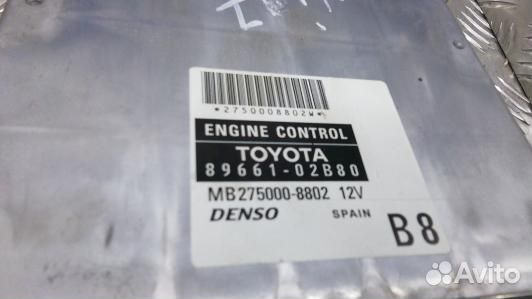 *2750008802W*
ENGINE CONTROL
TOYOTA
89661-02B80
MB275000-8802 12V
DENSO SPAIN B8
Avito